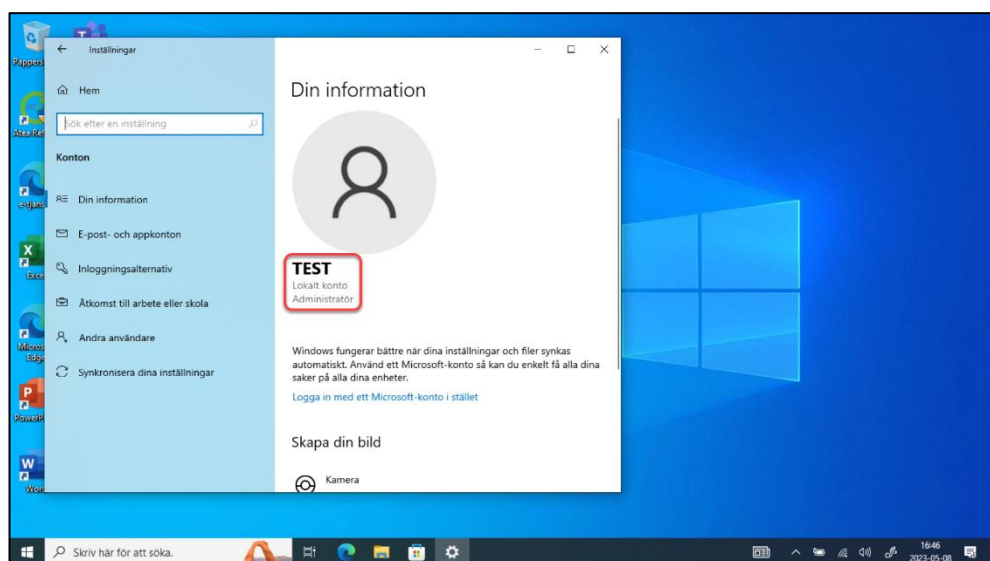 Inställningar
Hem
Sök efter en inställning
Konton
Din information
E-post- och appkonton
Inloggningsalternativ
Åtkomst till arbete eller skola
Andra användare
Synkronisera dina inställningar
Din information
TEST
Lokalt konto
Administratör
Windows fungerar bättre när dina inställningar och filer synkas
automatiskt. Använd ett Microsoft-konto så kan du enkelt få alla dina
saker på alla dina enheter.
Logga in med ett Microsoft-konto i stället
Skapa din bild
Kamera
Skriv här för att söka.
16:46
2023-05-08